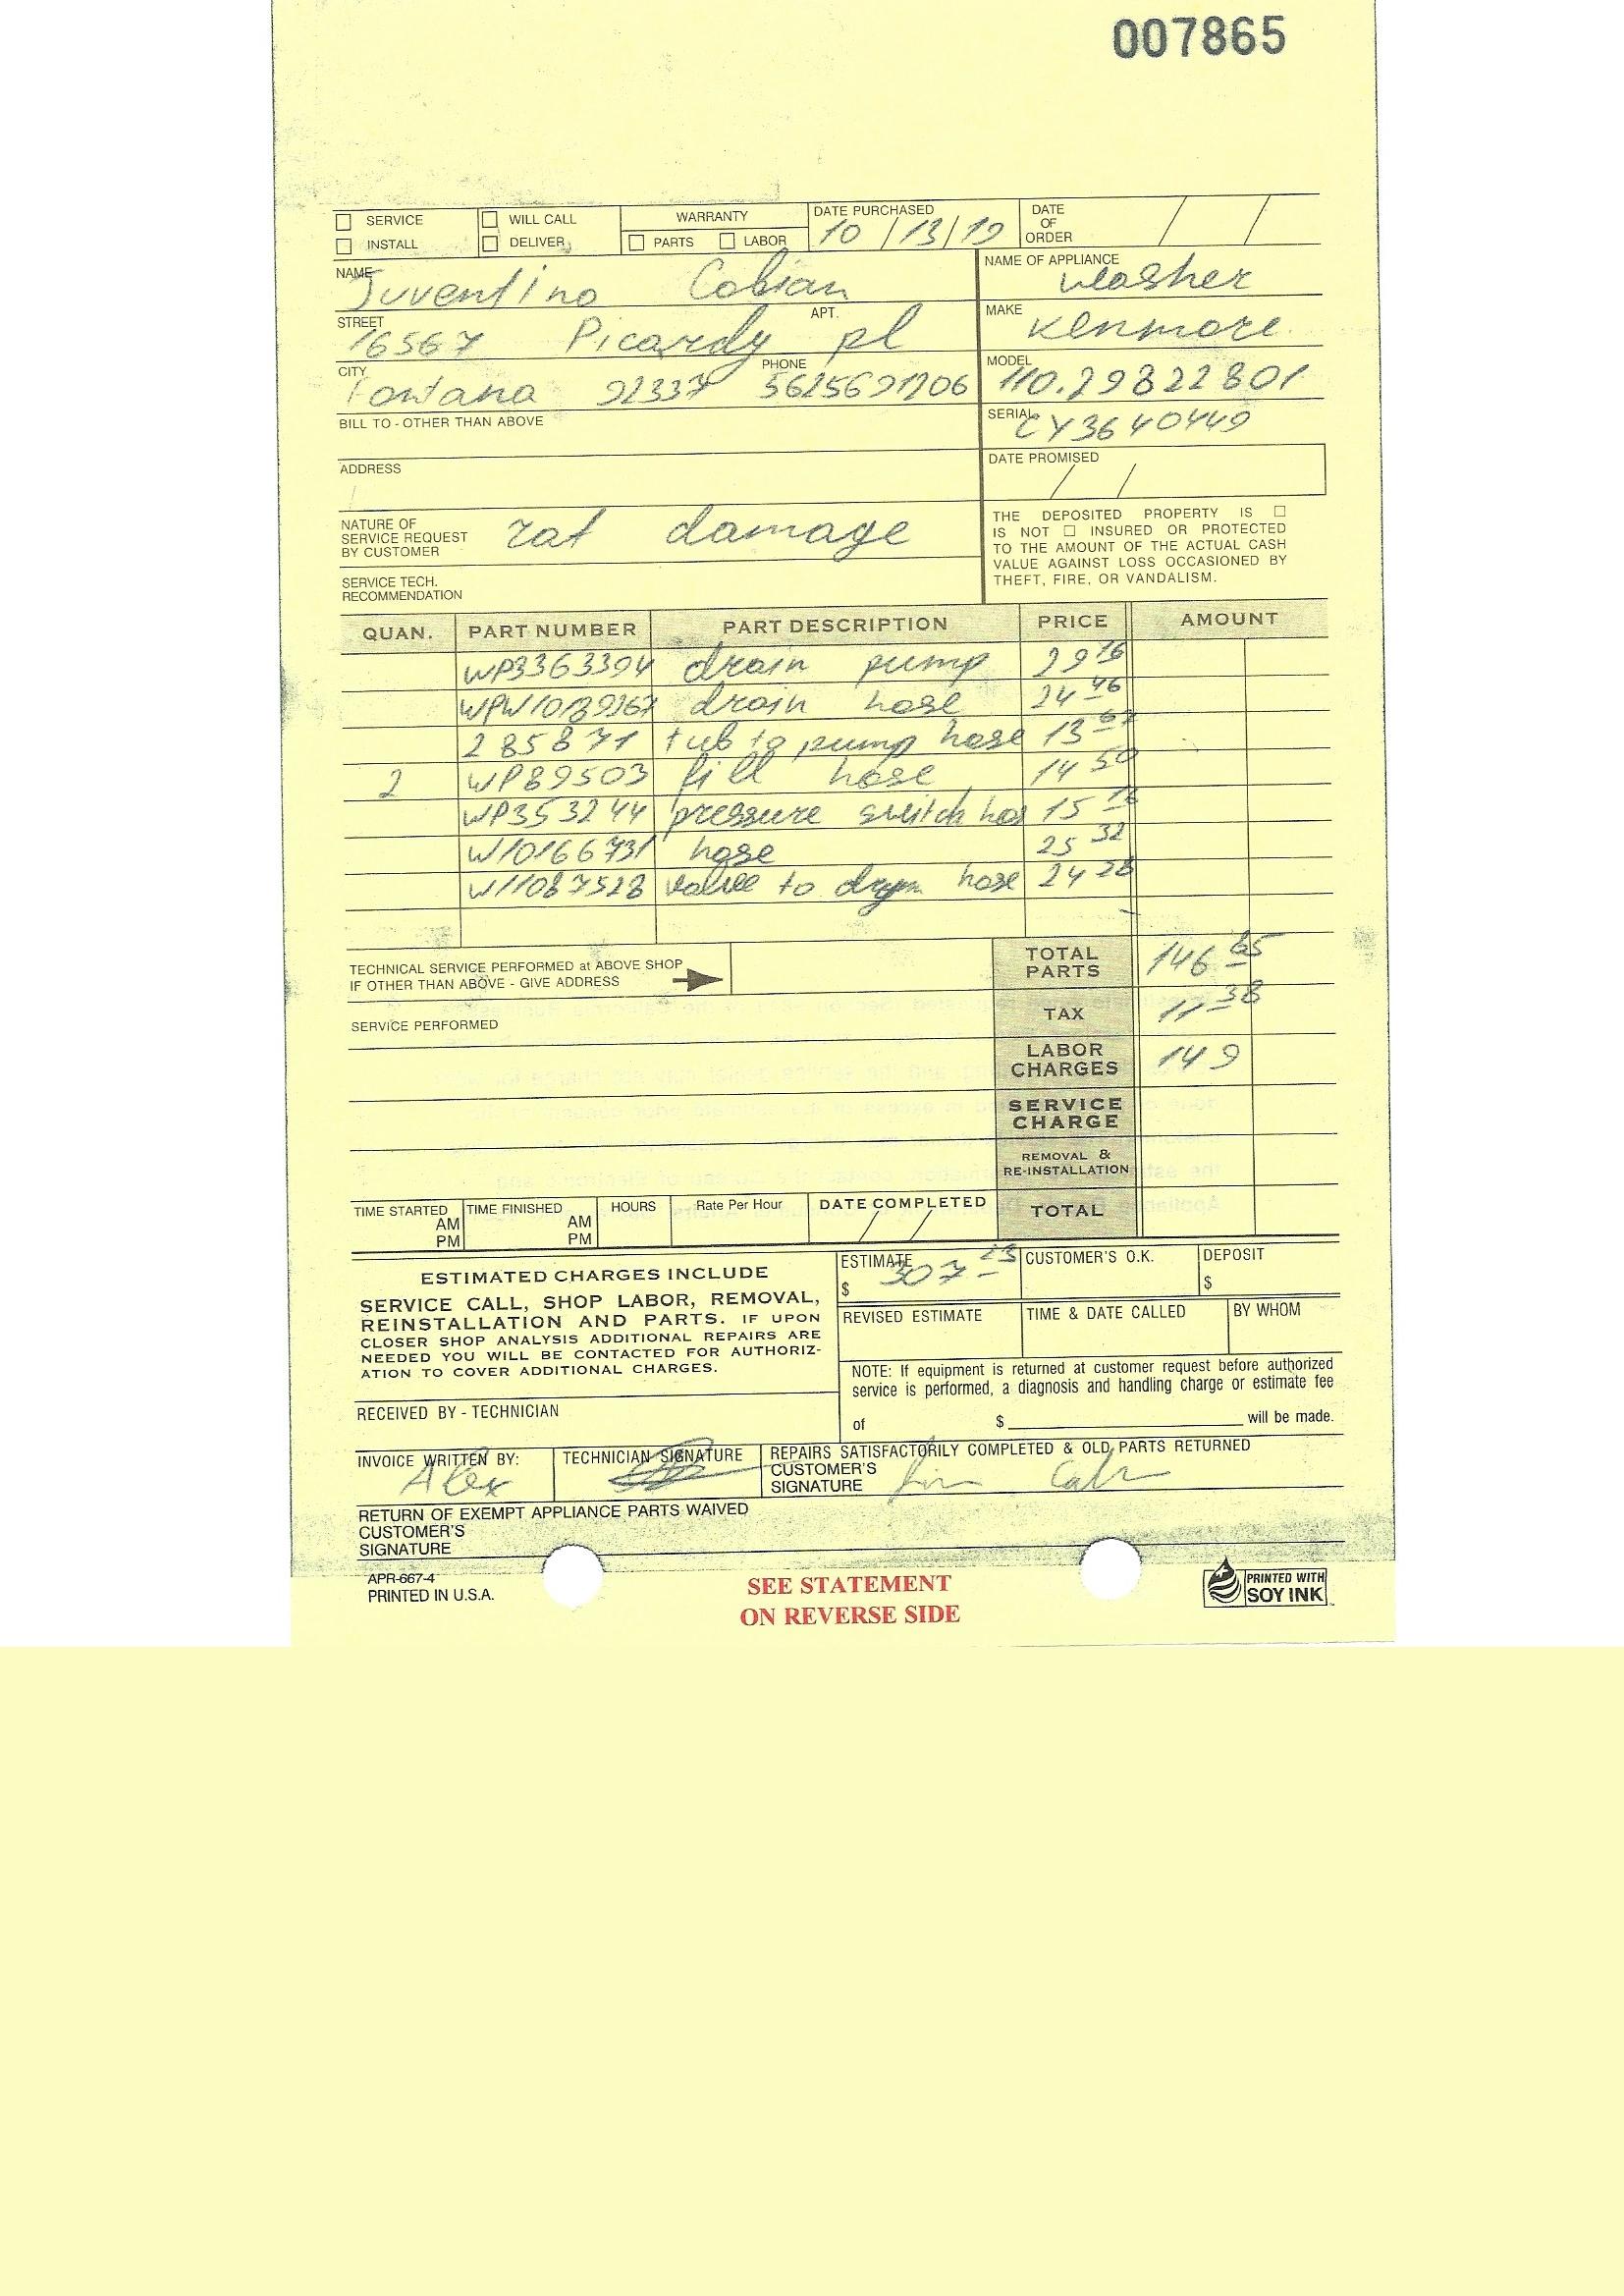 007865
SERVICE WILL CALL WARRANTY DATE PURCHASED DATE OF ORDER
INSTALL DELIVER PARTS LABOR 10/13/19
NAME Juventino Cobian NAME OF APPLIANCE washer
STREET 16567 Picardy pl APT. MAKE Kenmore
CITY Fontana 92337 PHONE 5625691706 MODEL 110.29822801
BILL TO - OTHER THAN ABOVE SERIAL CY3640449
ADDRESS DATE PROMISED / /
NATURE OF SERVICE REQUEST BY CUSTOMER rat damage
THE DEPOSITED PROPERTY IS
IS NOT INSURED OR PROTECTED
TO THE AMOUNT OF THE ACTUAL CASH
VALUE AGAINST LOSS OCCASIONED BY
THEFT, FIRE, OR VANDALISM.
SERVICE TECH. RECOMMENDATION
QUAN. PART NUMBER PART DESCRIPTION PRICE AMOUNT
WP3363394 drain pump 29 16
WPW10189267 drain hose 24 46
285871 tub to pump hose 13 67
2 WP89503 fill hose 14 50
WP353244 pressure switch hos 15
W10166731 hose 25 32
W11087528 valve to hose 24 28
TECHNICAL SERVICE PERFORMED at ABOVE SHOP
IF OTHER THAN ABOVE - GIVE ADDRESS
TOTAL PARTS 146 65
SERVICE PERFORMED
TAX 11 38
LABOR CHARGES 149
SERVICE CHARGE
REMOVAL & RE-INSTALLATION
TIME STARTED AM PM TIME FINISHED AM PM HOURS Rate Per Hour DATE COMPLETED / / TOTAL
ESTIMATED CHARGES INCLUDE
SERVICE CALL, SHOP LABOR, REMOVAL,
REINSTALLATION AND PARTS. IF UPON
CLOSER SHOP ANALYSIS ADDITIONAL REPAIRS ARE
NEEDED YOU WILL BE CONTACTED FOR AUTHORIZ-
ATION TO COVER ADDITIONAL CHARGES.
ESTIMATE $ 307 23 CUSTOMER'S O.K. DEPOSIT $
REVISED ESTIMATE TIME & DATE CALLED BY WHOM
NOTE: If equipment is returned at customer request before authorized
service is performed, a diagnosis and handling charge or estimate fee
of $ will be made.
RECEIVED BY - TECHNICIAN
INVOICE WRITTEN BY: Alex TECHNICIAN SIGNATURE REPAIRS SATISFACTORILY COMPLETED & OLD PARTS RETURNED
CUSTOMER'S
SIGNATURE
RETURN OF EXEMPT APPLIANCE PARTS WAIVED
CUSTOMER'S
SIGNATURE
APR-667-4
PRINTED IN U.S.A.
SEE STATEMENT
ON REVERSE SIDE
PRINTED WITH
SOY INK